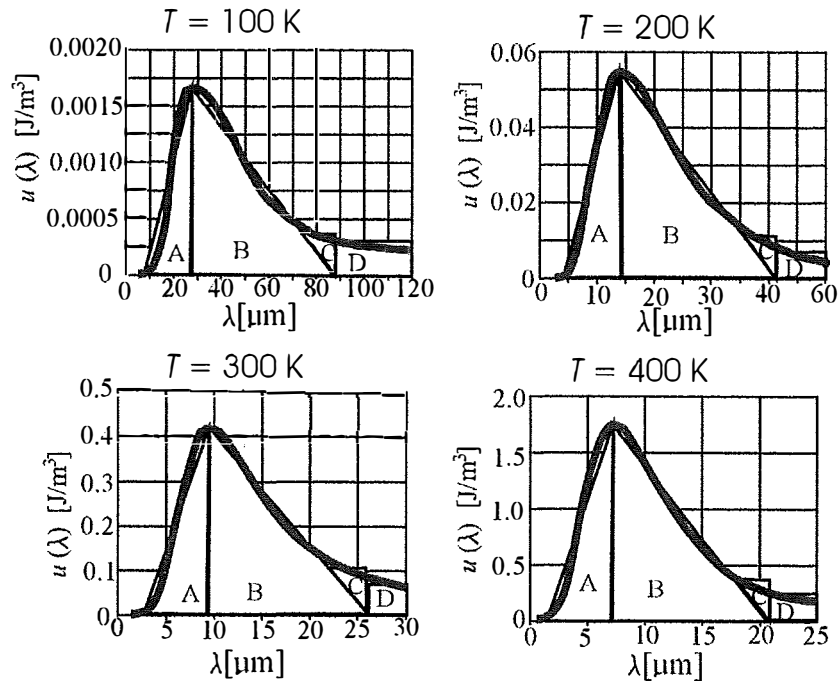 T = 100 K
u (λ) [J/m³]
0.0020
0.0015
0.0010
0.0005
0
A
B
C
D
0 20 40 60 80 100 120
λ[µm]
T = 200 K
u (λ) [J/m³]
0.06
0.04
0.02
0
A
B
C
D
0 10 20 30 40 50 60
λ[µm]
T = 300 K
u (λ) [J/m³]
0.5
0.4
0.3
0.2
0.1
0
A
B
C
D
0 5 10 15 20 25 30
λ[µm]
T = 400 K
u (λ) [J/m³]
2.0
1.5
1.0
0.5
0
A
B
C
D
0 5 10 15 20 25
λ[µm]